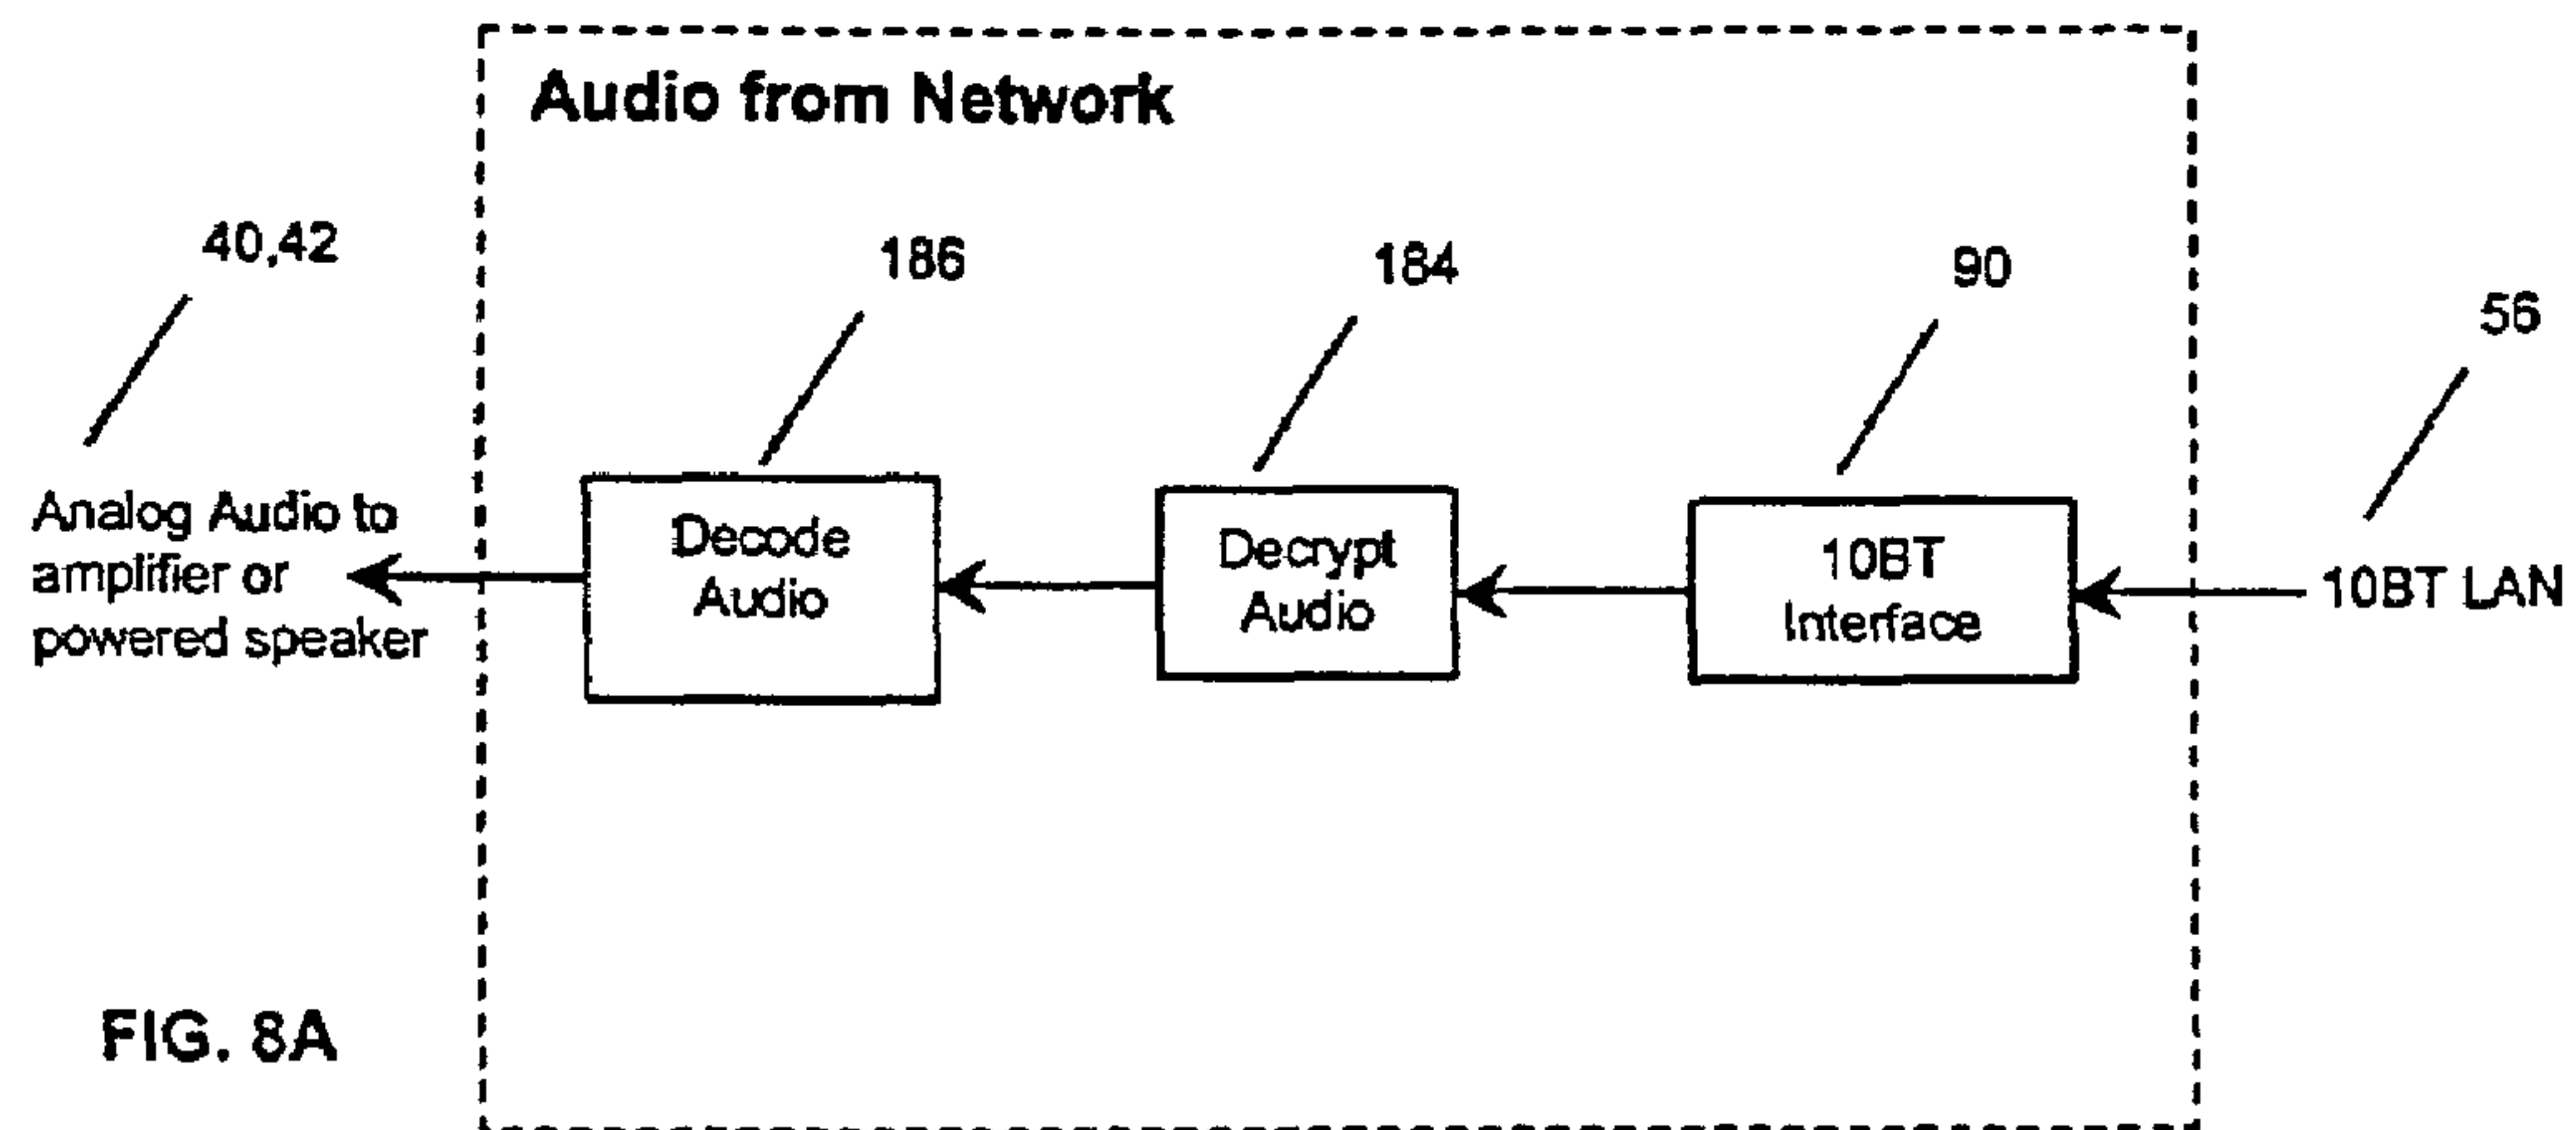 Audio from Network
40,42
186
184
90
56
Analog Audio to
amplifier or
powered speaker
Decode
Audio
Decrypt
Audio
10BT
Interface
10BT LAN
FIG. 8A